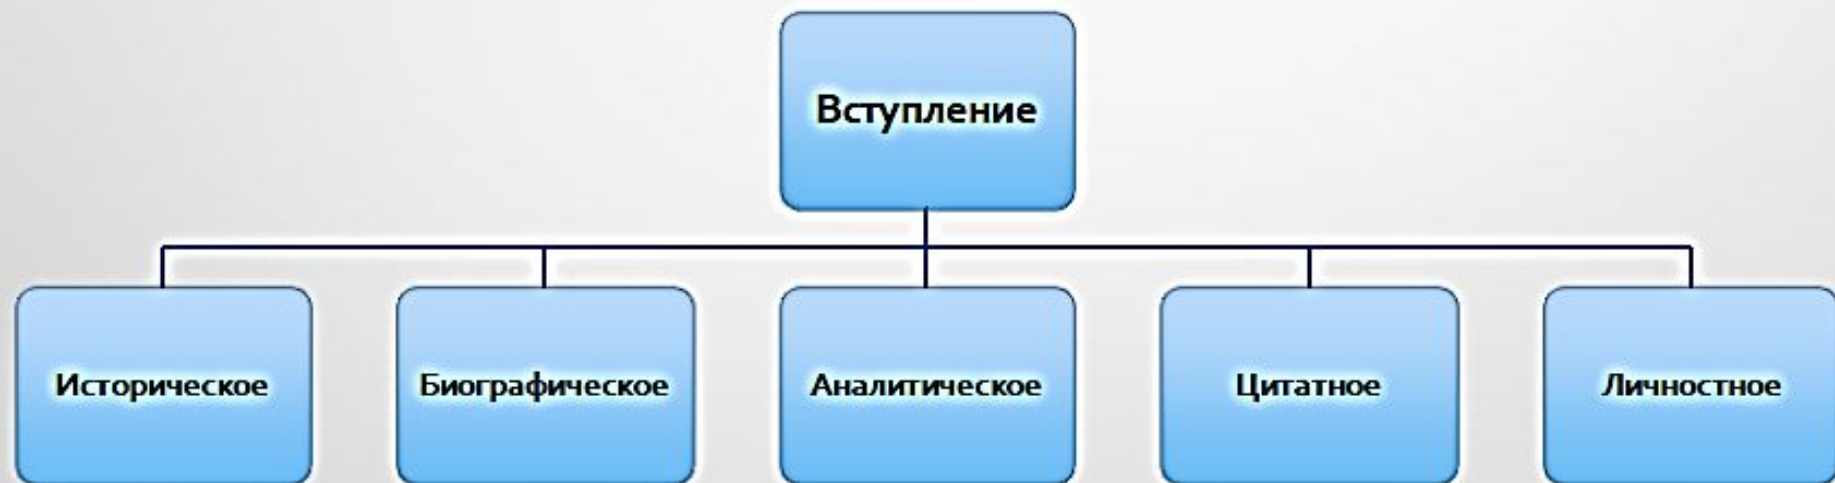 Вступление
Историческое
Биографическое
Аналитическое
Цитатное
Личностное